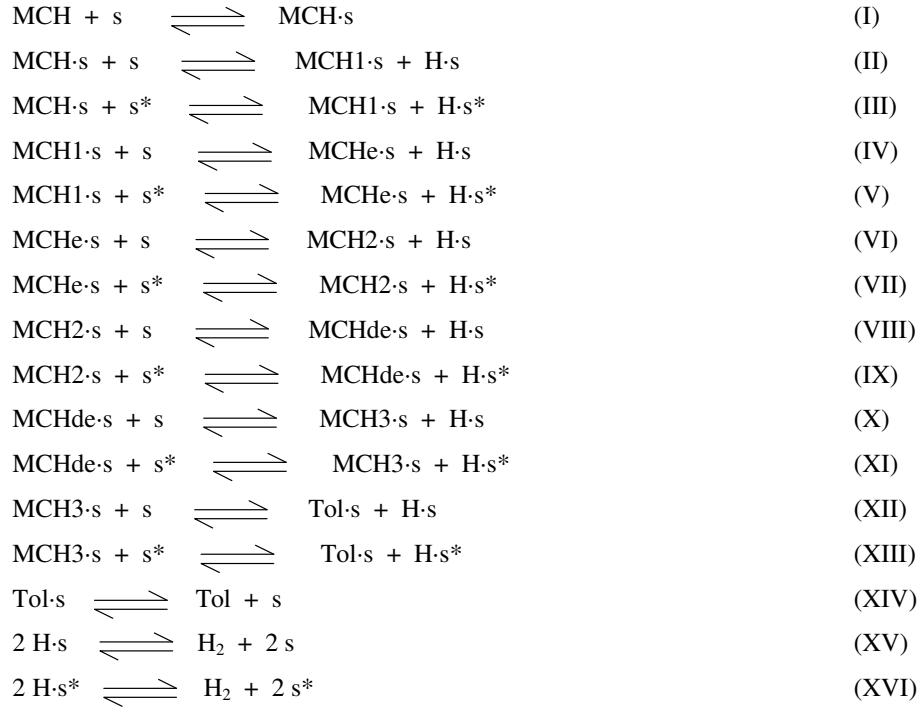 MCH + s ⇌ MCH·s (I)
MCH·s + s ⇌ MCH1·s + H·s (II)
MCH·s + s* ⇌ MCH1·s + H·s* (III)
MCH1·s + s ⇌ MCHe·s + H·s (IV)
MCH1·s + s* ⇌ MCHe·s + H·s* (V)
MCHe·s + s ⇌ MCH2·s + H·s (VI)
MCHe·s + s* ⇌ MCH2·s + H·s* (VII)
MCH2·s + s ⇌ MCHde·s + H·s (VIII)
MCH2·s + s* ⇌ MCHde·s + H·s* (IX)
MCHde·s + s ⇌ MCH3·s + H·s (X)
MCHde·s + s* ⇌ MCH3·s + H·s* (XI)
MCH3·s + s ⇌ Tol·s + H·s (XII)
MCH3·s + s* ⇌ Tol·s + H·s* (XIII)
Tol·s ⇌ Tol + s (XIV)
2 H·s ⇌ H₂ + 2 s (XV)
2 H·s* ⇌ H₂ + 2 s* (XVI)